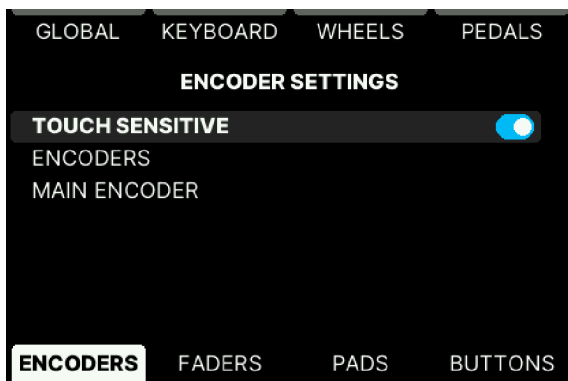 GLOBAL KEYBOARD WHEELS PEDALS
ENCODER SETTINGS
TOUCH SENSITIVE
ENCODERS
MAIN ENCODER
ENCODERS FADERS PADS BUTTONS